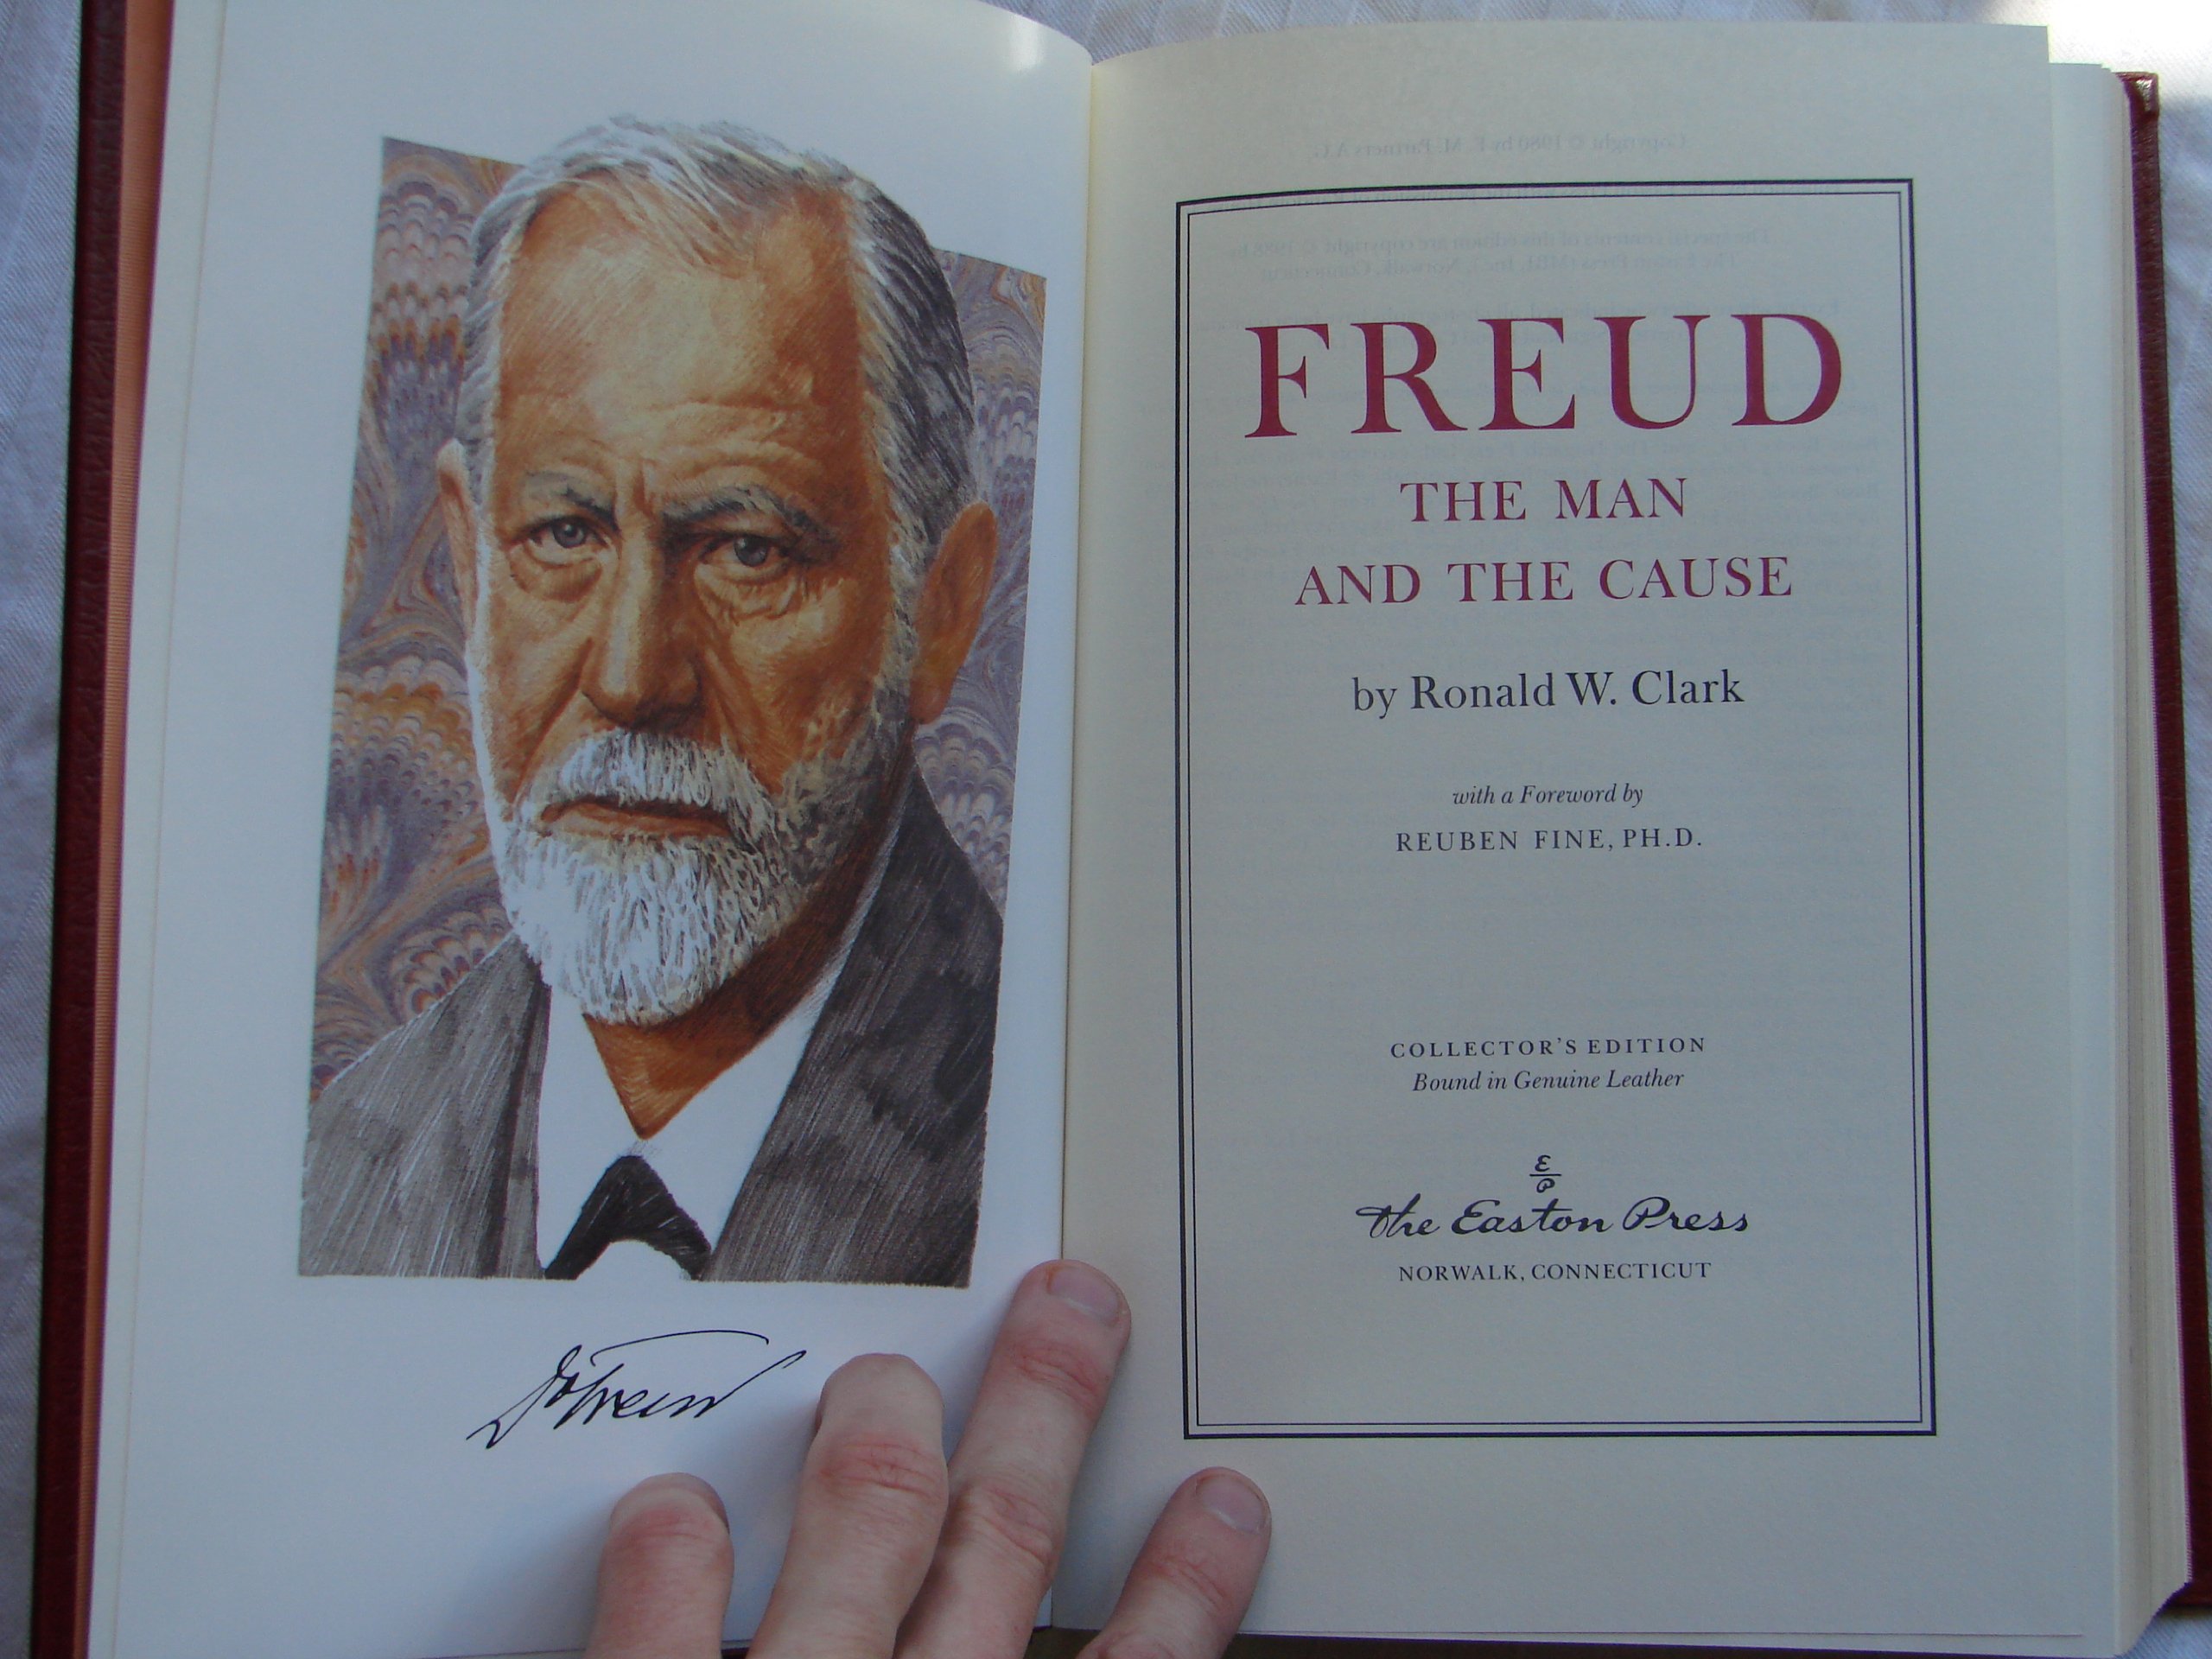 FREUD
THE MAN
AND THE CAUSE
by Ronald W. Clark
with a Foreword by
REUBEN FINE, PH.D.
COLLECTOR'S EDITION
Bound in Genuine Leather
The Easton Press
NORWALK, CONNECTICUT